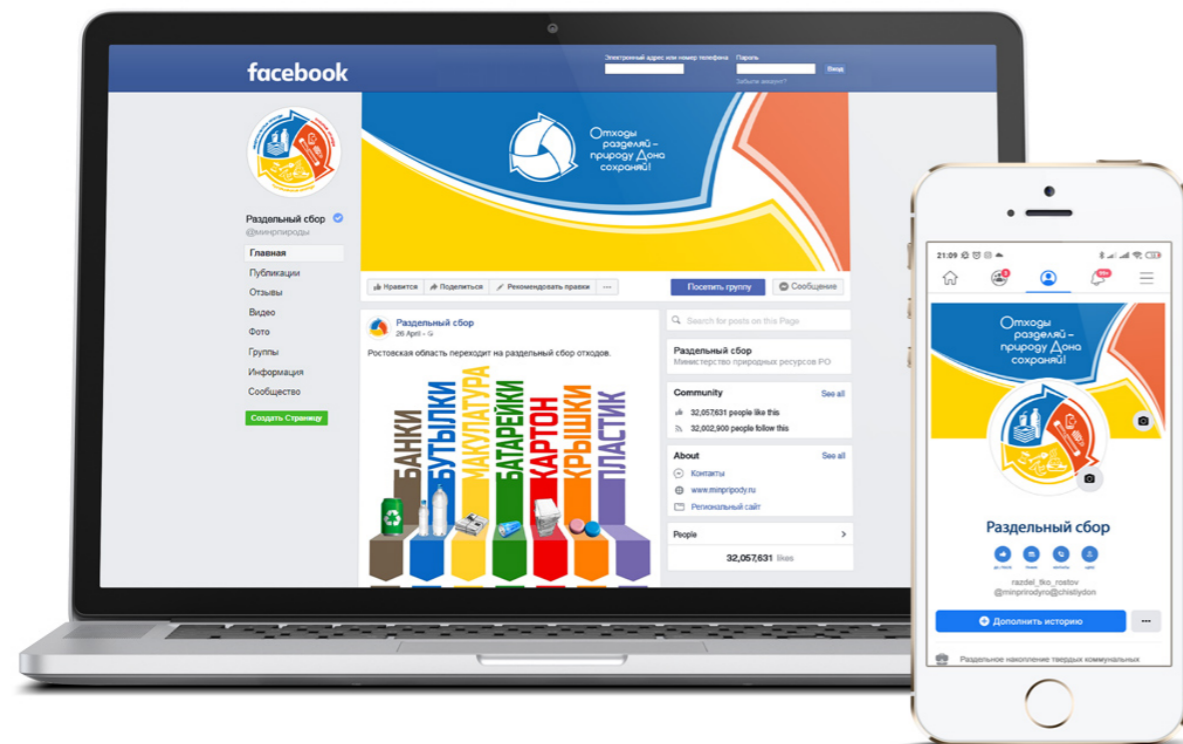 facebook
Электронный адрес или номер телефона
Пароль
Вход
Забыли аккаунт?
Отходы
разделяй –
природу Дона
сохраняй!
Раздельный сбор
@минрпироды
Главная
Публикации
Отзывы
Видео
Фото
Группы
Информация
Сообщество
Создать Страницу
Нравится
Поделиться
Рекомендовать правки
Посетить группу
Сообщение
Раздельный сбор
26 April
Ростовская область переходит на раздельный сбор отходов.
БАНКИ
БУТЫЛКИ
МАКУЛАТУРА
БАТАРЕЙКИ
КАРТОН
КРЫШКИ
ПЛАСТИК
Search for posts on this Page
Раздельный сбор
Министерство природных ресурсов РО
Community
See all
32,057,631 people like this
32,002,900 people follow this
About
See all
Контакты
www.minpripody.ru
Региональный сайт
People
32,057,631 likes
21:09
Отходы
разделяй –
природу Дона
сохраняй!
Раздельный сбор
razdel_tko_rostov
@minprirodyro@chistiydon
Дополнить историю
Раздельное накопление твердых коммунальных